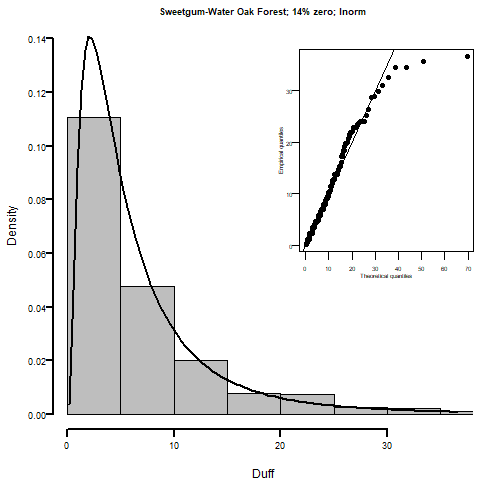 Sweetgum-Water Oak Forest; 14% zero; lnorm
Density
0.14
0.12
0.10
0.08
0.06
0.04
0.02
0.00
0 10 20 30
Duff
Empirical quantiles
30
20
10
0
0 10 20 30 40 50 60 70
Theoretical quantiles